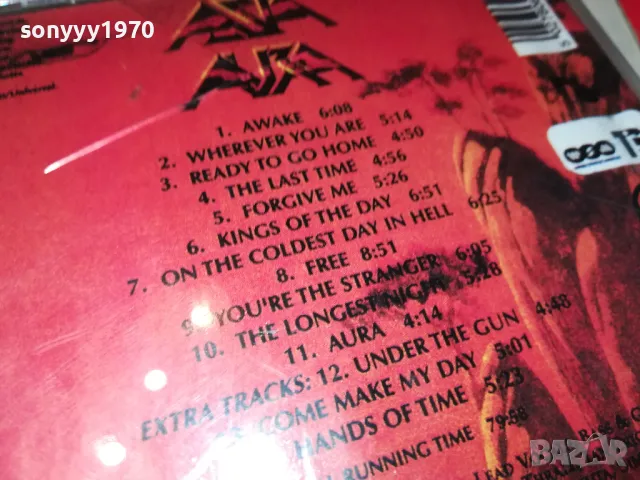 sonyyy1970
ASIA
AURA
1. AWAKE 6:08
2. WHEREVER YOU ARE 5:14
3. READY TO GO HOME 4:50
4. THE LAST TIME 4:56
5. FORGIVE ME 5:26
6. KINGS OF THE DAY 6:51
7. ON THE COLDEST DAY IN HELL 6:25
8. FREE 8:51
9. YOU'RE THE STRANGER 6:05
10. THE LONGEST NIGHT 5:28
11. AURA 4:14
EXTRA TRACKS: 12. UNDER THE GUN 4:48
COME MAKE MY DAY 5:01
HANDS OF TIME 5:23
RUNNING TIME 79:58
LEAD
BASS &
BAZAR
bg